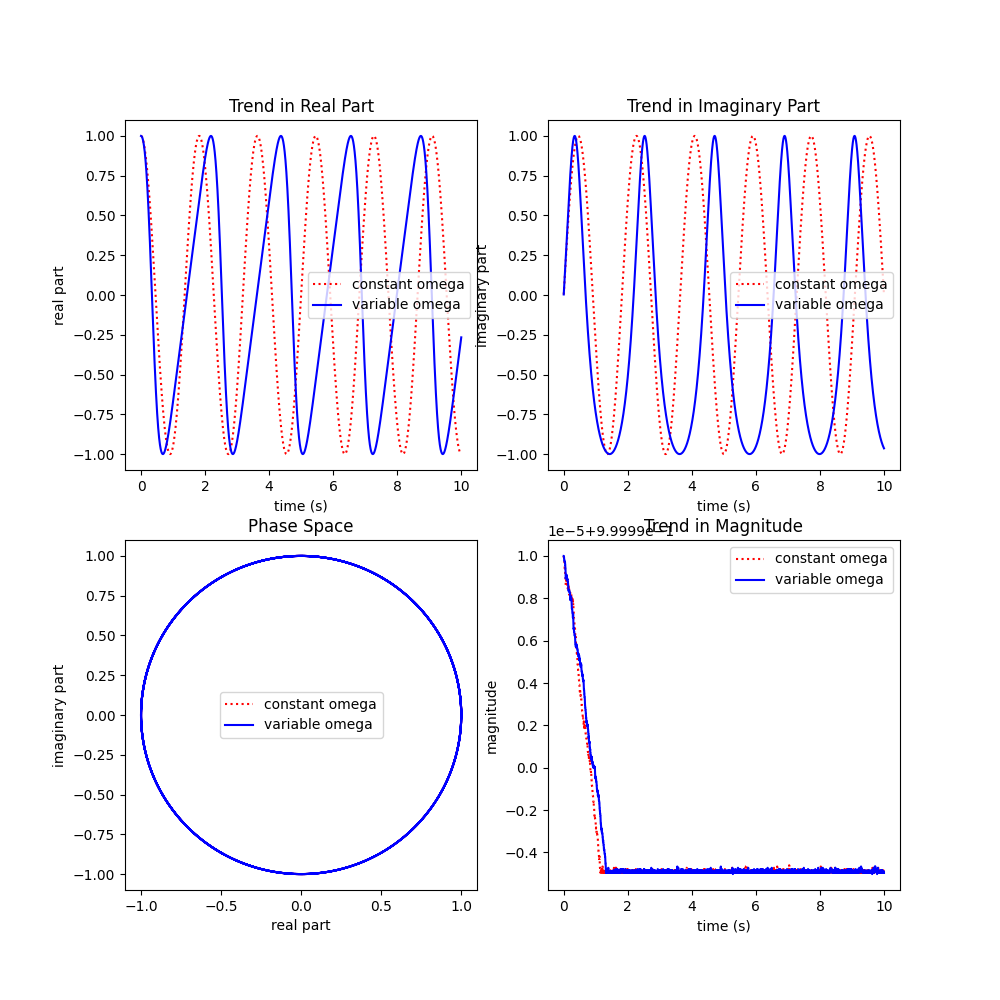 Trend in Real Part
1.00
0.75
0.50
0.25
0.00
−0.25
−0.50
−0.75
−1.00
real part
constant omega
variable omega
0 2 4 6 8 10
time (s)
Trend in Imaginary Part
1.00
0.75
0.50
0.25
0.00
−0.25
−0.50
−0.75
−1.00
imaginary part
constant omega
variable omega
0 2 4 6 8 10
time (s)
Phase Space
1.00
0.75
0.50
0.25
0.00
−0.25
−0.50
−0.75
−1.00
imaginary part
constant omega
variable omega
−1.0 −0.5 0.0 0.5 1.0
real part
Trend in Magnitude
1e−5+9.9999e−1
1.0
0.8
0.6
0.4
0.2
0.0
−0.2
−0.4
magnitude
constant omega
variable omega
0 2 4 6 8 10
time (s)